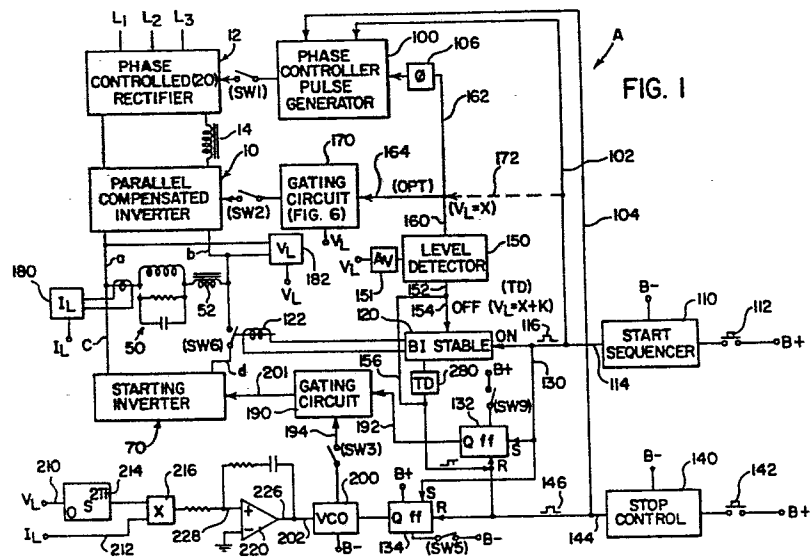 L1 L2 L3
12
100
106
A
PHASE CONTROLLED (20) RECTIFIER
(SW1)
PHASE CONTROLLER PULSE GENERATOR
Ø
FIG. 1
162
14
10
170
164
172
102
PARALLEL COMPENSATED INVERTER
(SW2)
GATING CIRCUIT (FIG. 6)
(OPT)
(VL=X)
104
160
VL
a
b
VL
182
VL
VL
AV
151
LEVEL DETECTOR
150
152
180
IL
IL
50
52
122
154
OFF
(TD)
(VL=X+K)
120
116
B-
110
112
C
(SW6)
BI STABLE
ON
START SEQUENCER
B+
114
d
201
156
TD
280
B+
130
STARTING INVERTER
190
GATING CIRCUIT
132
(SW9)
70
194
192
Q ff
S
R
210
214
216
(SW3)
146
B-
140
142
VL
O S 2π
X
226
200
B+
S
R
STOP CONTROL
B+
144
IL
212
228
+
-
220
202
VCO
Q ff
B-
134
(SW5)
B-